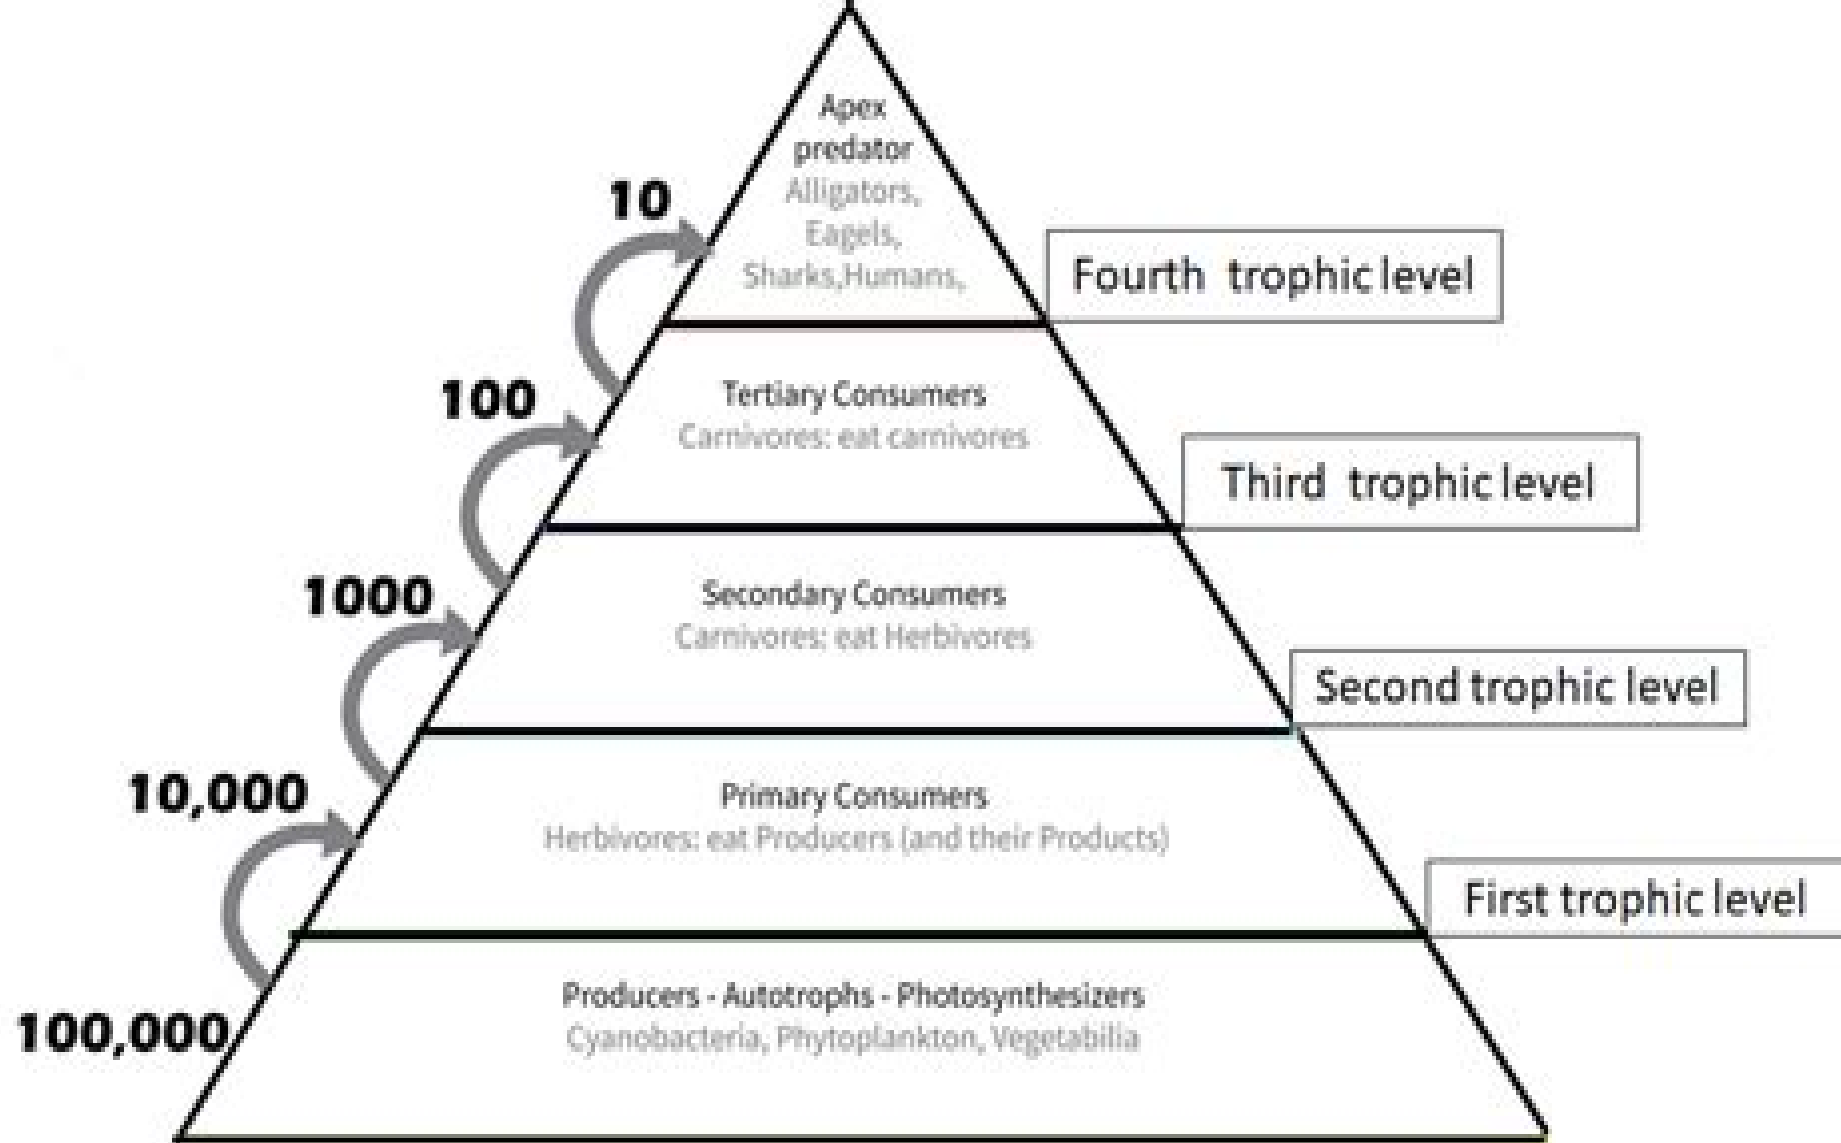 Apex
predator
Alligators,
Eagels,
Sharks,Humans,
10
Fourth trophic level
Tertiary Consumers
Carnivores: eat carnivores
100
Third trophic level
Secondary Consumers
Carnivores: eat Herbivores
1000
Second trophic level
Primary Consumers
Herbivores: eat Producers (and their Products)
10,000
First trophic level
Producers - Autotrophs - Photosynthesizers
Cyanobacteria, Phytoplankton, Vegetabilia
100,000